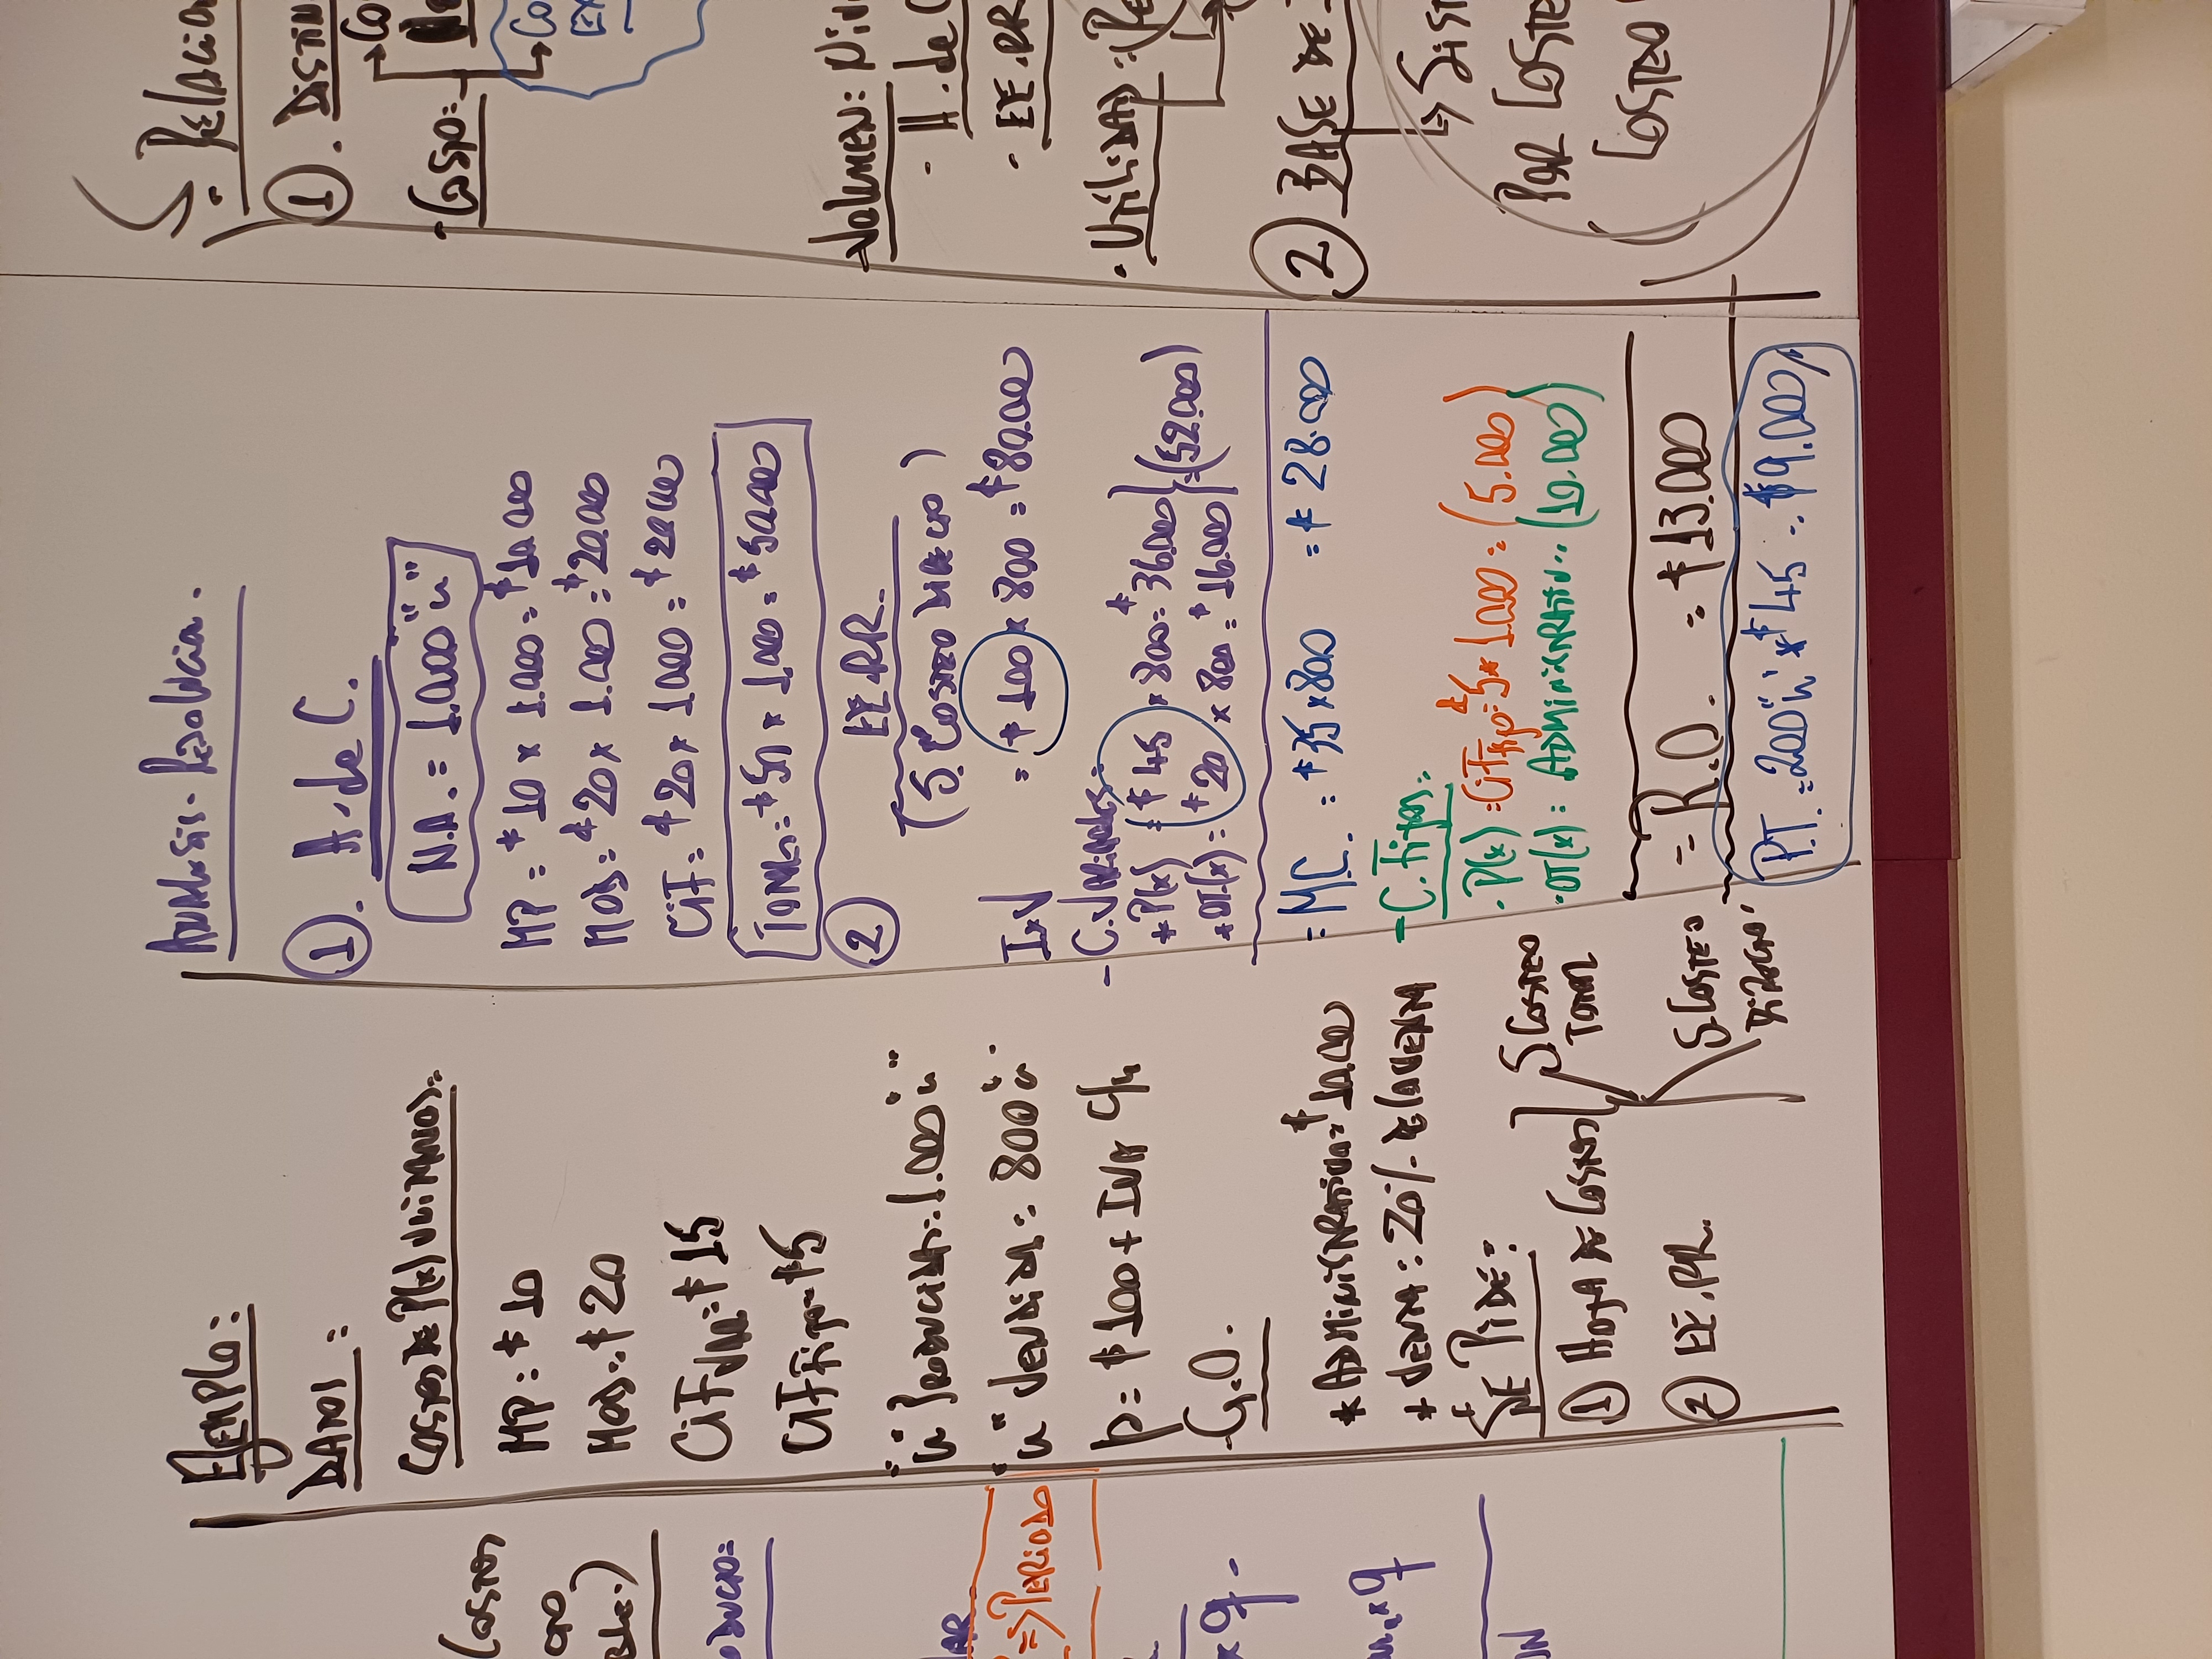 Costos
cto
ble.)
oducto:
lar
=> Periodo
* q -
* q
on
Ejemplo:
Datos:
Costos de P(x) Unitarios:
MP: $10
MOD: $20
CIF Var: $15
CIF Fijo = $5
"u" Producidas: 1.000 "u"
"u" Vendidas = 800 "u"
p = $100 + IVA c/u
- G.O.
* Administrativo = $10.000
* Venta: 20% de la venta
Se Pide:
① Hoja de Costos
② EE.RR.
S. Costeo
Total
S. Costeo
Directo
Analisis - Resolucion.
①. H. de C.
N.A. = 1.000 "u"
MP = $10 x 1.000 = $10.000
MOD = $20 x 1.000 = $20.000
CIF = $20 x 1.000 = $20.000
Total = $50 x 1.000 = $50.000
② EE.RR.
(S. Costeo Directo)
IxV = $100 x 800 = $80.000
- C. Variables:
* P(x) = $45 * 800 = $36.000
* OT.(x) = $20 x 800 = $16.000
= (52.000)
= M.C. = $35 x 800 = $28.000
- C. Fijos:
. P(x) = CIF Fijo = $5 * 1.000 = (5.000)
. OT(x): Administrativo (10.000)
= R.O. = $13.000
P.T. = 200 "u" * $45 = $9.000
Relacion
①. Distin
- Costo:
Co
Co
Ex
- Volumen: Niv
- H. de C
- EE.RR
- Utilidad = (Re
② Base de
Sist
Por Coste
Costeo